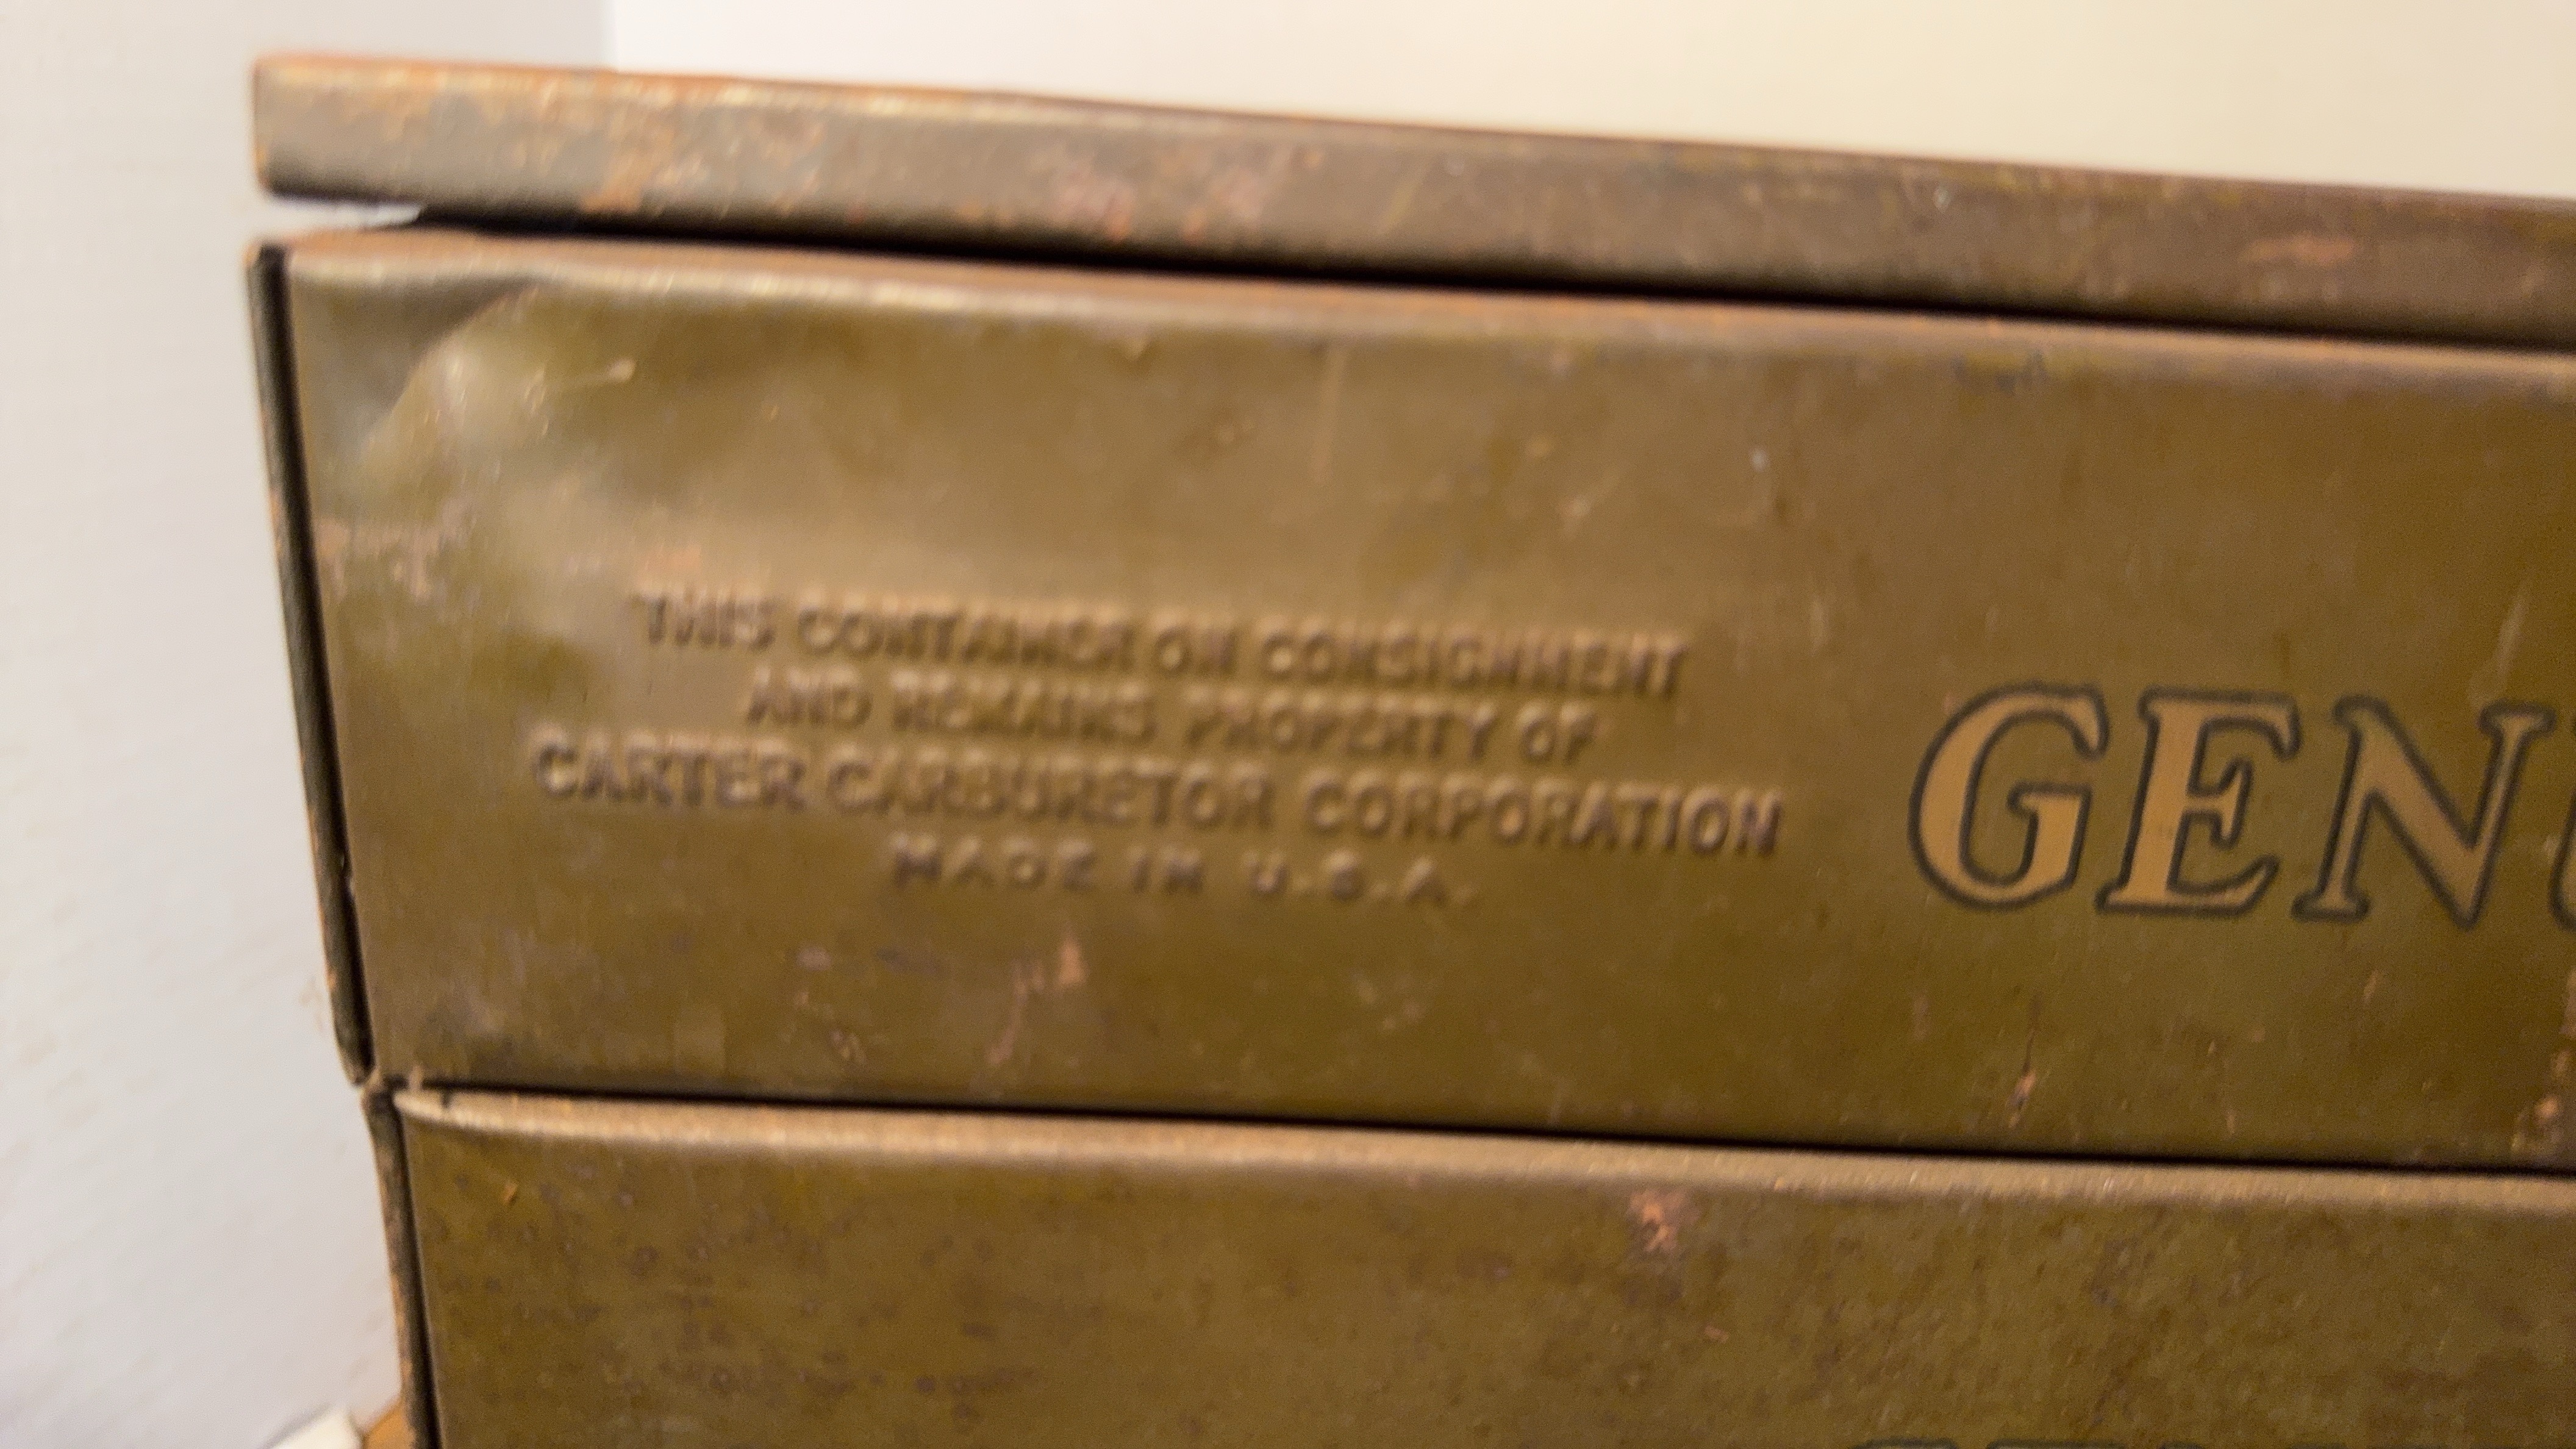 THIS CONTAINER ON CONSIGNMENT
AND REMAINS PROPERTY OF
CARTER CARBURETOR CORPORATION
MADE IN U.S.A.
GEN